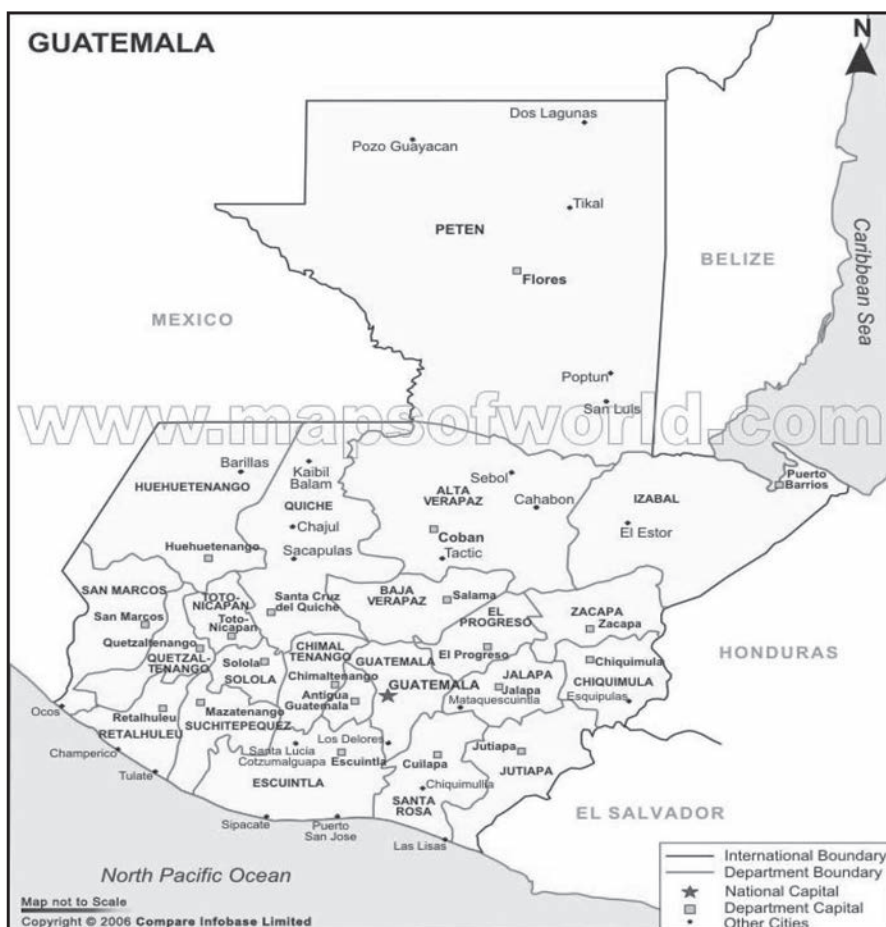 GUATEMALA
N
Dos Lagunas
Pozo Guayacan
Tikal
PETEN
Caribbean Sea
BELIZE
Flores
MEXICO
Poptun
San Luis
www.mapsofworld.com
Barillas
Kaibil
Balam
Sebol
Puerto
Barrios
HUEHUETENANGO
QUICHE
ALTA
VERAPAZ
Cahabon
IZABAL
Chajul
Coban
El Estor
Huehuetenango
Sacapulas
Tactic
SAN MARCOS
TOTO-
NICAPAN
Santa Cruz
del Quiche
BAJA
VERAPAZ
Salama
EL
PROGRESO
ZACAPA
Zacapa
San Marcos
Toto-
Nicapan
Quetzaltenango
QUETZAL-
TENANGO
Solola
SOLOLA
CHIMAL
TENANGO
GUATEMALA
El Progreso
Chiquimula
HONDURAS
Chimaltenango
GUATEMALA
JALAPA
Jalapa
CHIQUIMULA
Antigua
Guatemala
Mataquescuintla
Esquipulas
Ocos
Retalhuleu
RETALHULEU
Mazatenango
SUCHITEPEQUEZ
Los Delores
Champerico
Santa Lucia
Cotzumalguapa
Escuintla
Cuilapa
Jutiapa
JUTIAPA
Tulate
ESCUINTLA
Chiquimullia
SANTA
ROSA
EL SALVADOR
Sipacate
Puerto
San Jose
Las Lisas
North Pacific Ocean
International Boundary
Department Boundary
National Capital
Department Capital
Other Cities
Map not to Scale
Copyright © 2006 Compare Infobase Limited